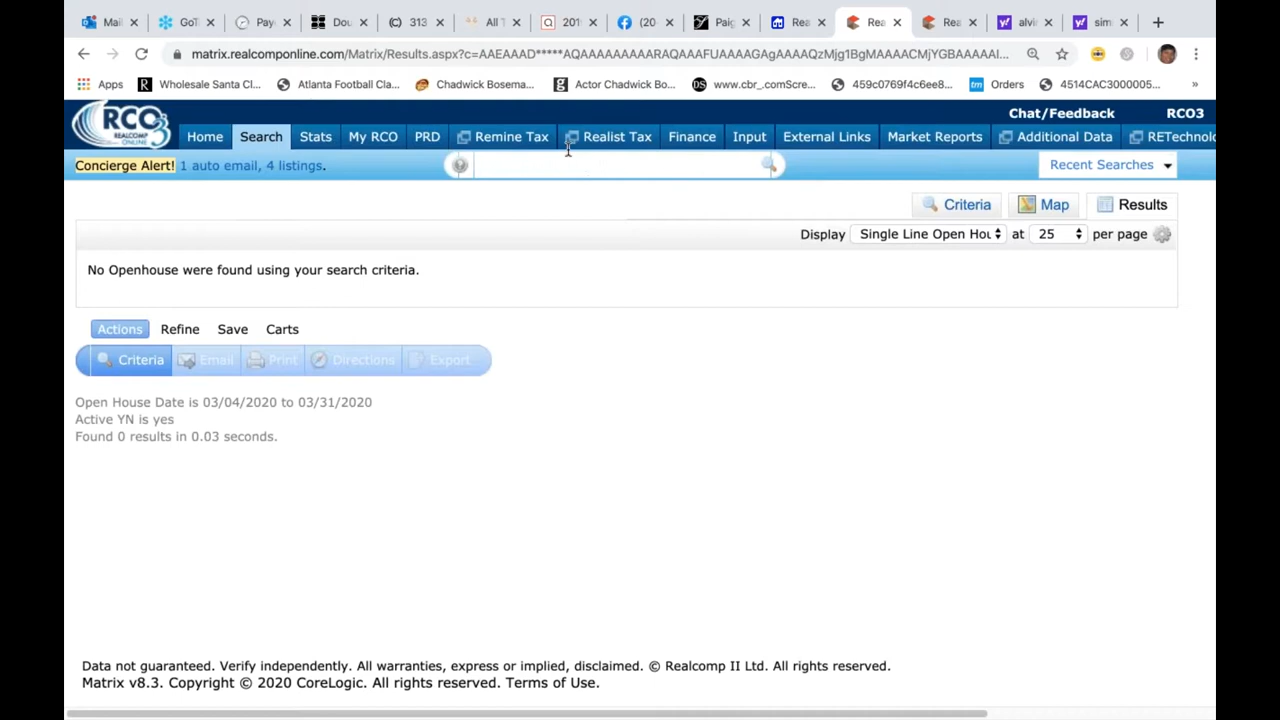 Mail
GoT
Pay
Dou
(C) 313
All T
201
(20
Paig
Rea
Rea
Rea
alvi
sim
matrix.realcomponline.com/Matrix/Results.aspx?c=AAEAAAD*****AQAAAAAAAAARAQAAAFUAAAAGAgAAAAQzMjg1BgMAAAACMjYGBAAAAAI...
Apps
Wholesale Santa Cl...
Atlanta Football Cla...
Chadwick Bosema...
Actor Chadwick Bo...
www.cbr_.comScre...
459c0769f4c6ee8...
Orders
4514CAC3000005...
»
Chat/Feedback
RCO3
RCO3
REALCOMP
ONLINE
Home
Search
Stats
My RCO
PRD
Remine Tax
Realist Tax
Finance
Input
External Links
Market Reports
Additional Data
RETechnolo
Concierge Alert! 1 auto email, 4 listings.
Recent Searches
Criteria
Map
Results
Display Single Line Open Hou at 25 per page
No Openhouse were found using your search criteria.
Actions
Refine
Save
Carts
Criteria
Email
Print
Directions
Export
Open House Date is 03/04/2020 to 03/31/2020
Active YN is yes
Found 0 results in 0.03 seconds.
Data not guaranteed. Verify independently. All warranties, express or implied, disclaimed. © Realcomp II Ltd. All rights reserved.
Matrix v8.3. Copyright © 2020 CoreLogic. All rights reserved. Terms of Use.